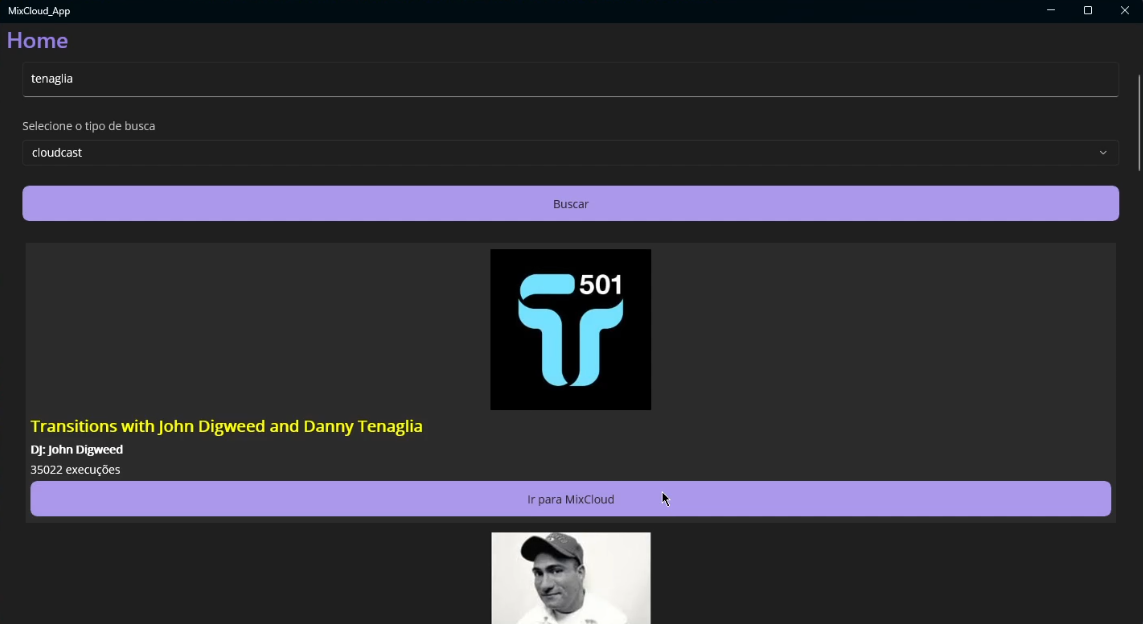 MixCloud_App
Home
tenaglia
Selecione o tipo de busca
cloudcast
Buscar
501
Transitions with John Digweed and Danny Tenaglia
DJ: John Digweed
35022 execuções
Ir para MixCloud